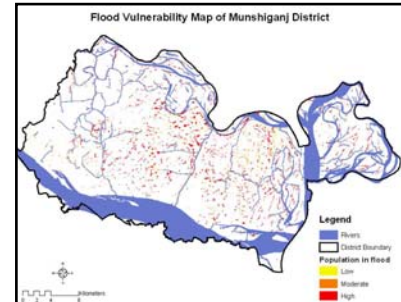 Flood Vulnerability Map of Munshiganj District
Legend
Rivers
District Boundary
Population in flood
Low
Moderate
High
Kilometers